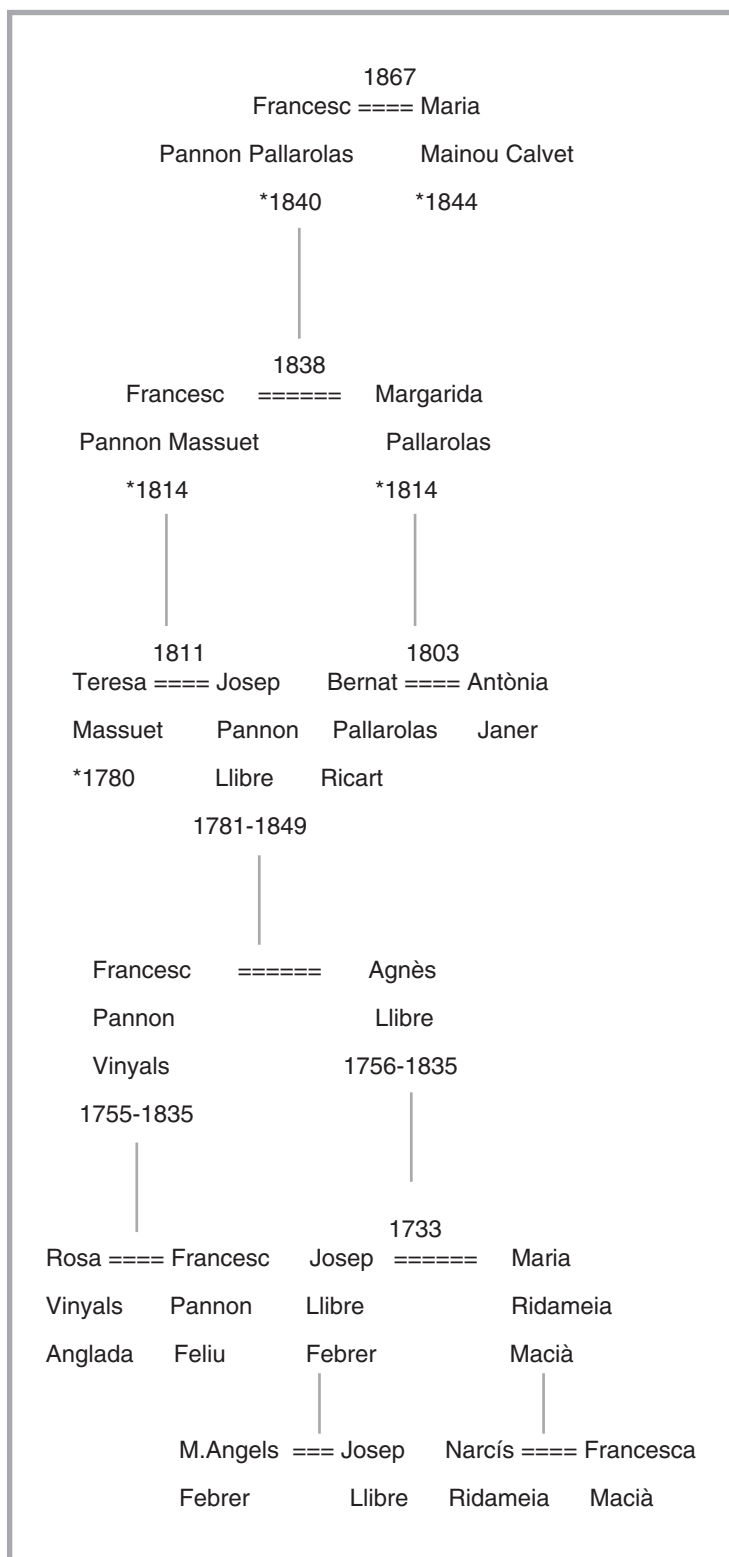 1867
Francesc ==== Maria
Pannon Pallarolas Mainou Calvet
*1840 *1844
1838
Francesc ====== Margarida
Pannon Massuet Pallarolas
*1814 *1814
1811 1803
Teresa ==== Josep Bernat ==== Antònia
Massuet Pannon Pallarolas Janer
*1780 Llibre Ricart
1781-1849
Francesc ====== Agnès
Pannon Llibre
Vinyals 1756-1835
1755-1835
1733
Rosa ==== Francesc Josep ====== Maria
Vinyals Pannon Llibre Ridameia
Anglada Feliu Febrer Macià
M.Angels === Josep Narcís ==== Francesca
Febrer Llibre Ridameia Macià